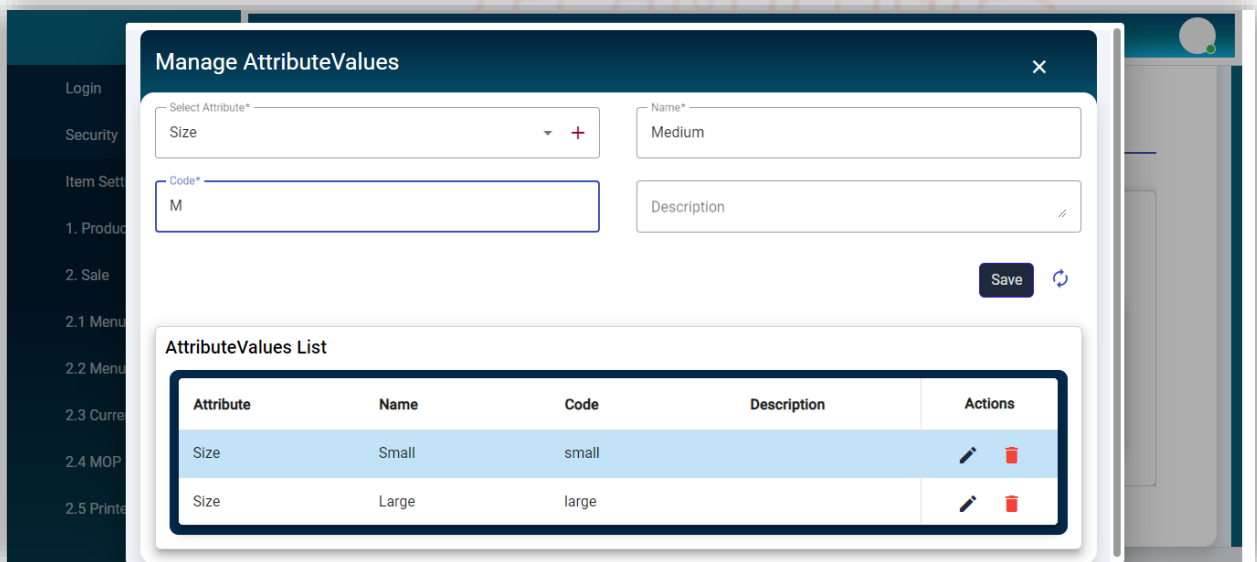 Manage AttributeValues
×
Login
Security
Item Sett
1. Produc
2. Sale
2.1 Menu
2.2 Menu
2.3 Curre
2.4 MOP
2.5 Printe
Select Attribute*
Size
+
Name*
Medium
Code*
M
Description
Save
AttributeValues List
Attribute Name Code Description Actions
Size Small small
Size Large large